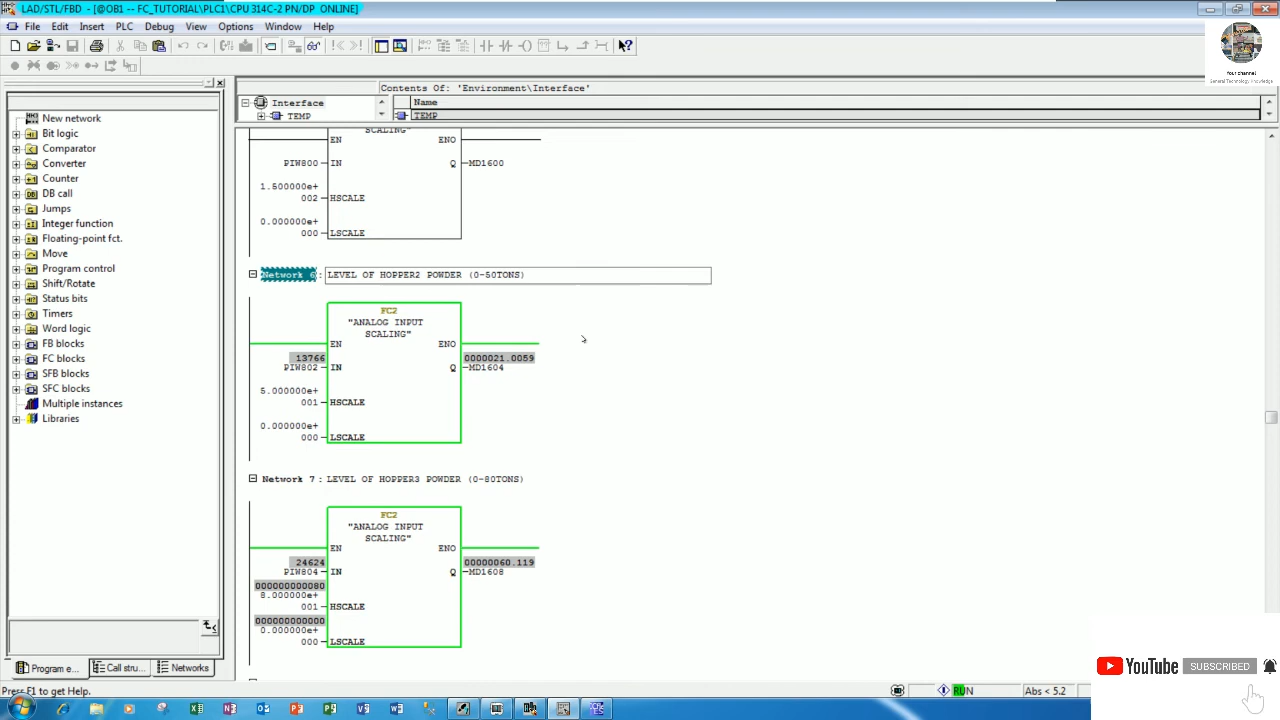 LAD/STL/FBD - [@OB1 -- FC_TUTORIAL\PLC1\CPU 314C-2 PN/DP ONLINE]
File Edit Insert PLC Debug View Options Window Help
Your channel
General Technology Knowledge
Contents Of: 'Environment\Interface'
Interface
Name
TEMP
TEMP
New network
Bit logic
Comparator
Converter
Counter
DB call
Jumps
Integer function
Floating-point fct.
Move
Program control
Shift/Rotate
Status bits
Timers
Word logic
FB blocks
FC blocks
SFB blocks
SFC blocks
Multiple instances
Libraries
SCALING"
EN ENO
PIW800 IN Q MD1600
1.500000e+
002 HSCALE
0.000000e+
000 LSCALE
Network 6 : LEVEL OF HOPPER2 POWDER (0-50TONS)
FC2
"ANALOG INPUT
SCALING"
EN ENO
13766 0000021.0059
PIW802 IN Q MD1604
5.000000e+
001 HSCALE
0.000000e+
000 LSCALE
Network 7 : LEVEL OF HOPPER3 POWDER (0-80TONS)
FC2
"ANALOG INPUT
SCALING"
EN ENO
24624 00000060.119
PIW804 IN Q MD1608
000000000080
8.000000e+
001 HSCALE
000000000000
0.000000e+
000 LSCALE
Program e... Call stru... Networks
Press F1 to get Help.
RUN
Abs < 5.2
YouTube SUBSCRIBED